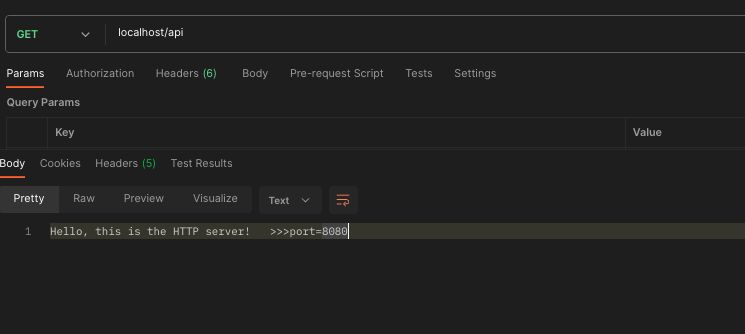 GET localhost/api
Params Authorization Headers (6) Body Pre-request Script Tests Settings
Query Params
Key Value
Body Cookies Headers (5) Test Results
Pretty Raw Preview Visualize Text
1 Hello, this is the HTTP server!   >>>port=8080